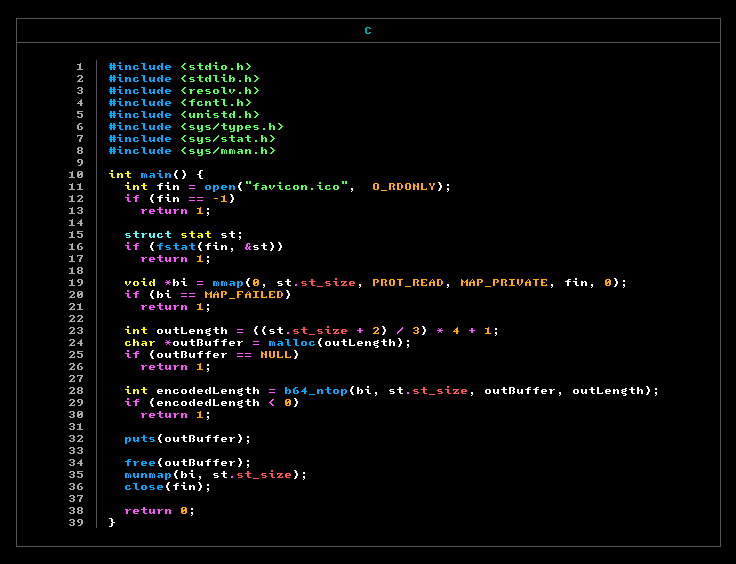 C
1 #include <stdio.h>
2 #include <stdlib.h>
3 #include <resolv.h>
4 #include <fcntl.h>
5 #include <unistd.h>
6 #include <sys/types.h>
7 #include <sys/stat.h>
8 #include <sys/mman.h>
9
10 int main() {
11   int fin = open("favicon.ico",  O_RDONLY);
12   if (fin == -1)
13     return 1;
14
15   struct stat st;
16   if (fstat(fin, &st))
17     return 1;
18
19   void *bi = mmap(0, st.st_size, PROT_READ, MAP_PRIVATE, fin, 0);
20   if (bi == MAP_FAILED)
21     return 1;
22
23   int outLength = ((st.st_size + 2) / 3) * 4 + 1;
24   char *outBuffer = malloc(outLength);
25   if (outBuffer == NULL)
26     return 1;
27
28   int encodedLength = b64_ntop(bi, st.st_size, outBuffer, outLength);
29   if (encodedLength < 0)
30     return 1;
31
32   puts(outBuffer);
33
34   free(outBuffer);
35   munmap(bi, st.st_size);
36   close(fin);
37
38   return 0;
39 }